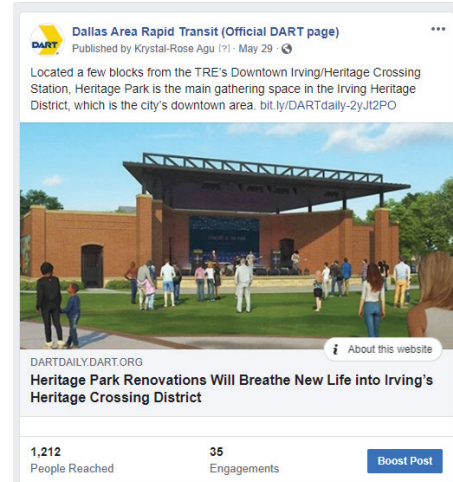 DART
Dallas Area Rapid Transit (Official DART page)
Published by Krystal-Rose Agu [?] · May 29 ·
Located a few blocks from the TRE's Downtown Irving/Heritage Crossing
Station, Heritage Park is the main gathering space in the Irving Heritage
District, which is the city's downtown area. bit.ly/DARTdaily-2yJt2PO
i About this website
DARTDAILY.DART.ORG
Heritage Park Renovations Will Breathe New Life into Irving's
Heritage Crossing District
1,212
People Reached
35
Engagements
Boost Post